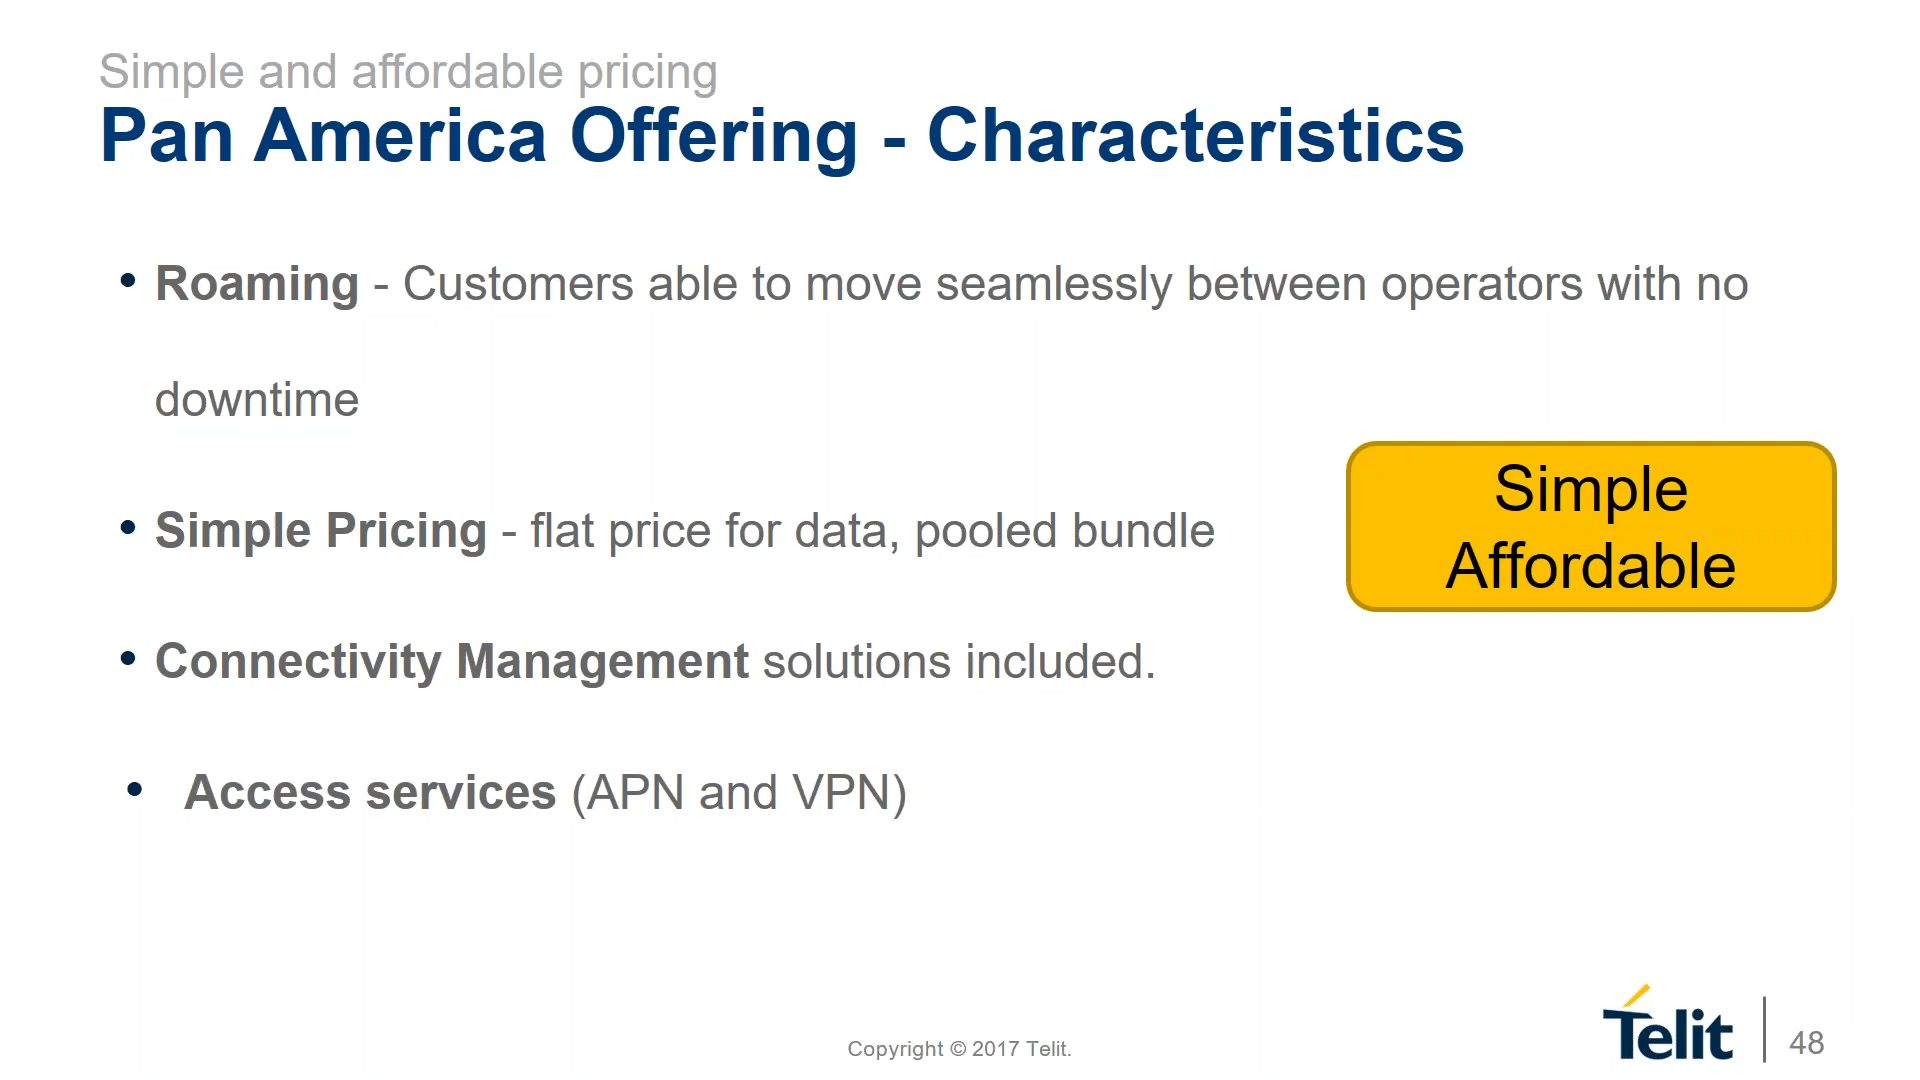 Simple and affordable pricing
Pan America Offering - Characteristics
• Roaming - Customers able to move seamlessly between operators with no
downtime
• Simple Pricing - flat price for data, pooled bundle
Simple
Affordable
• Connectivity Management solutions included.
• Access services (APN and VPN)
Copyright © 2017 Telit.
Telit
48